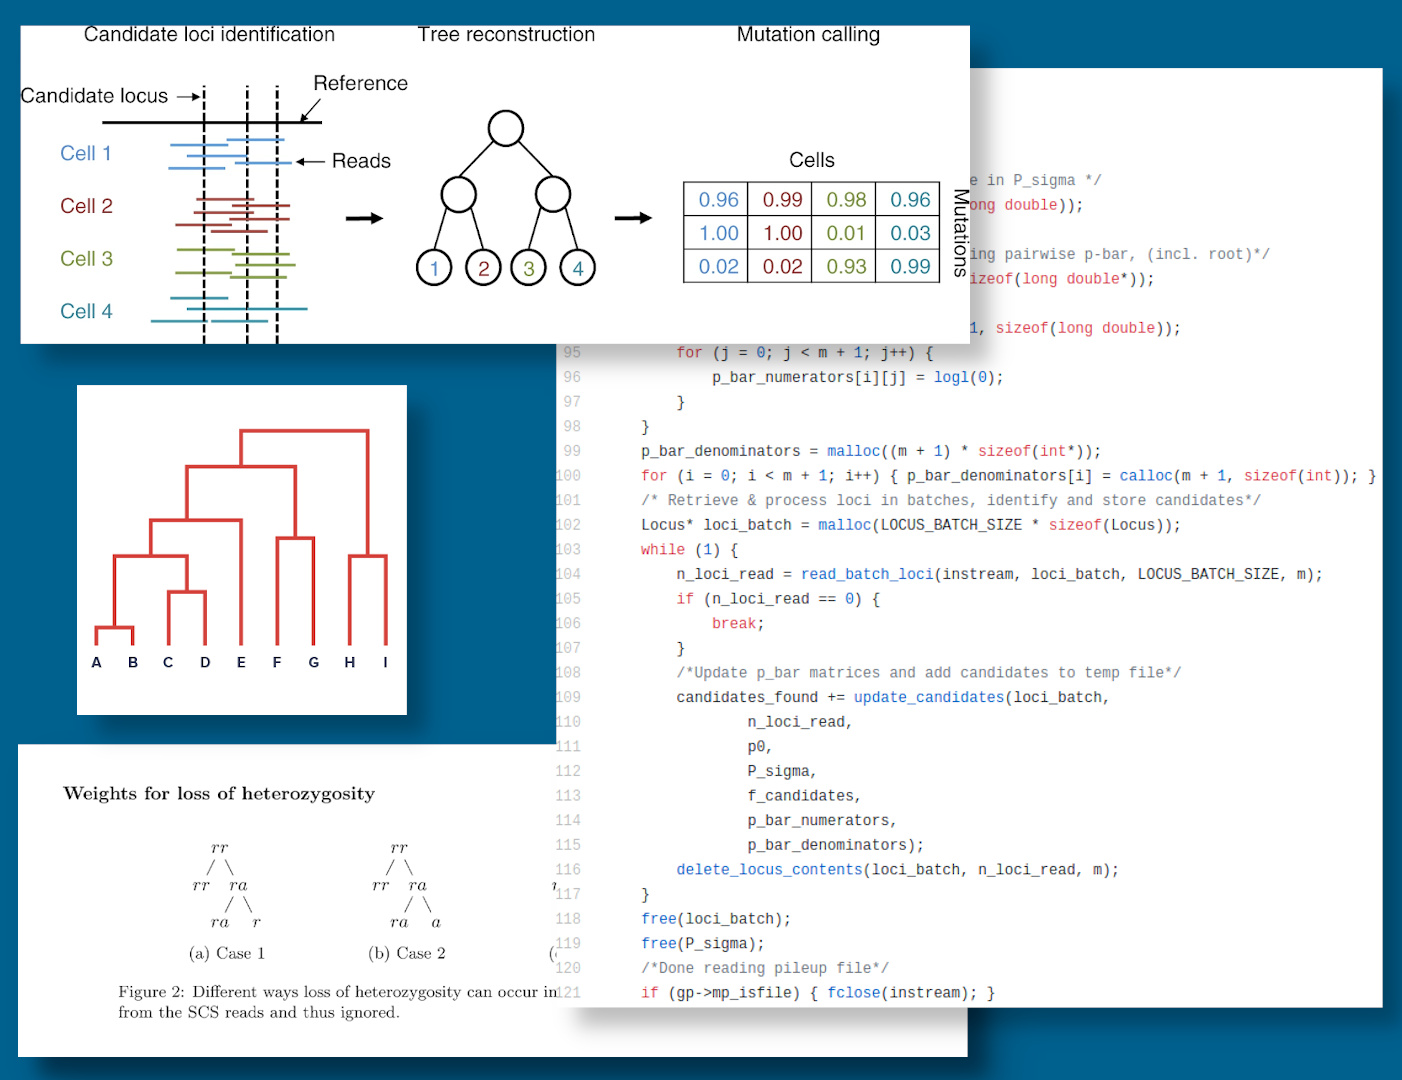 Candidate loci identification
Tree reconstruction
Mutation calling
Candidate locus
Reference
Reads
Cell 1
Cell 2
Cell 3
Cell 4
1 2 3 4
Cells
0.96 0.99 0.98 0.96
1.00 1.00 0.01 0.03
0.02 0.02 0.93 0.99
Mutations
e in P_sigma */
ong double));
ing pairwise p-bar, (incl. root)*/
izeof(long double*));
1, sizeof(long double));
95 for (j = 0; j < m + 1; j++) {
96 p_bar_numerators[i][j] = logl(0);
97 }
98 }
99 p_bar_denominators = malloc((m + 1) * sizeof(int*));
100 for (i = 0; i < m + 1; i++) { p_bar_denominators[i] = calloc(m + 1, sizeof(int)); }
101 /* Retrieve & process loci in batches, identify and store candidates*/
102 Locus* loci_batch = malloc(LOCUS_BATCH_SIZE * sizeof(Locus));
103 while (1) {
104 n_loci_read = read_batch_loci(instream, loci_batch, LOCUS_BATCH_SIZE, m);
105 if (n_loci_read == 0) {
106 break;
107 }
108 /*Update p_bar matrices and add candidates to temp file*/
109 candidates_found += update_candidates(loci_batch,
110 n_loci_read,
111 p0,
112 P_sigma,
113 f_candidates,
114 p_bar_numerators,
115 p_bar_denominators);
116 delete_locus_contents(loci_batch, n_loci_read, m);
117 }
118 free(loci_batch);
119 free(P_sigma);
120 /*Done reading pileup file*/
121 if (gp->mp_isfile) { fclose(instream); }
A B C D E F G H I
Weights for loss of heterozygosity
rr
rr ra
ra r
(a) Case 1
rr
rr ra
ra a
(b) Case 2
Figure 2: Different ways loss of heterozygosity can occur in
from the SCS reads and thus ignored.